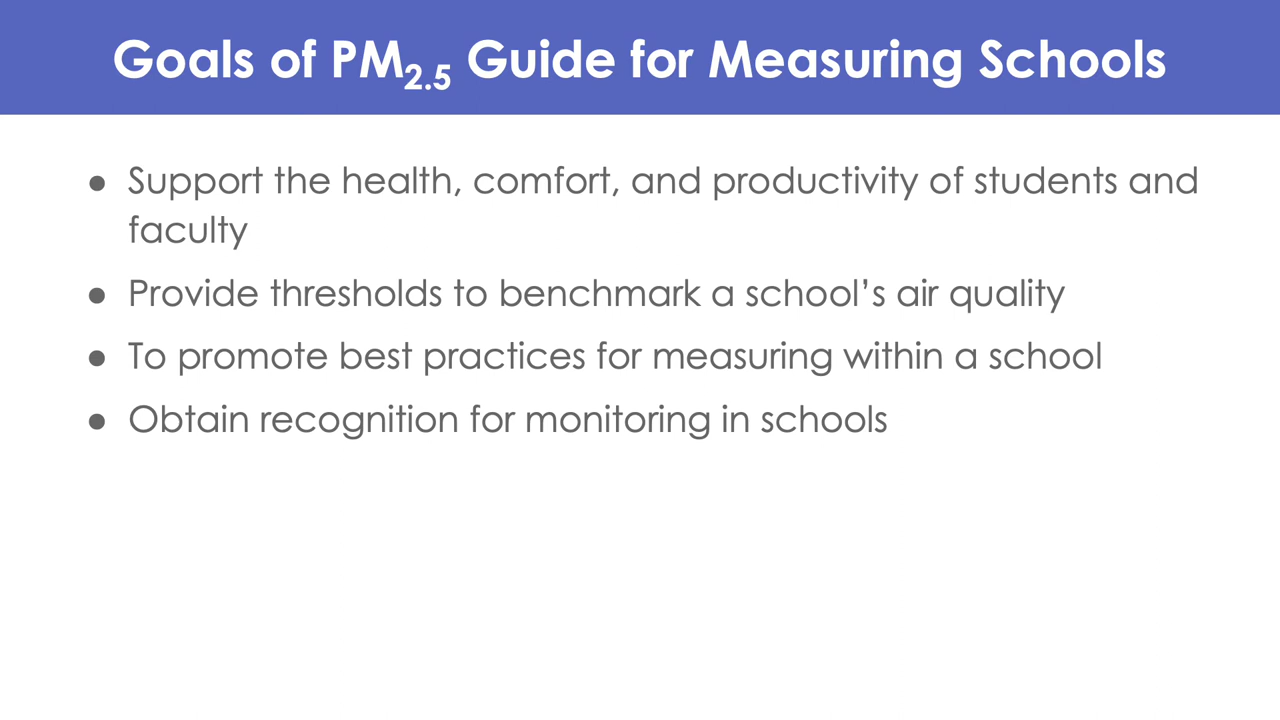 Goals of PM2.5 Guide for Measuring Schools
● Support the health, comfort, and productivity of students and
faculty
● Provide thresholds to benchmark a school’s air quality
● To promote best practices for measuring within a school
● Obtain recognition for monitoring in schools